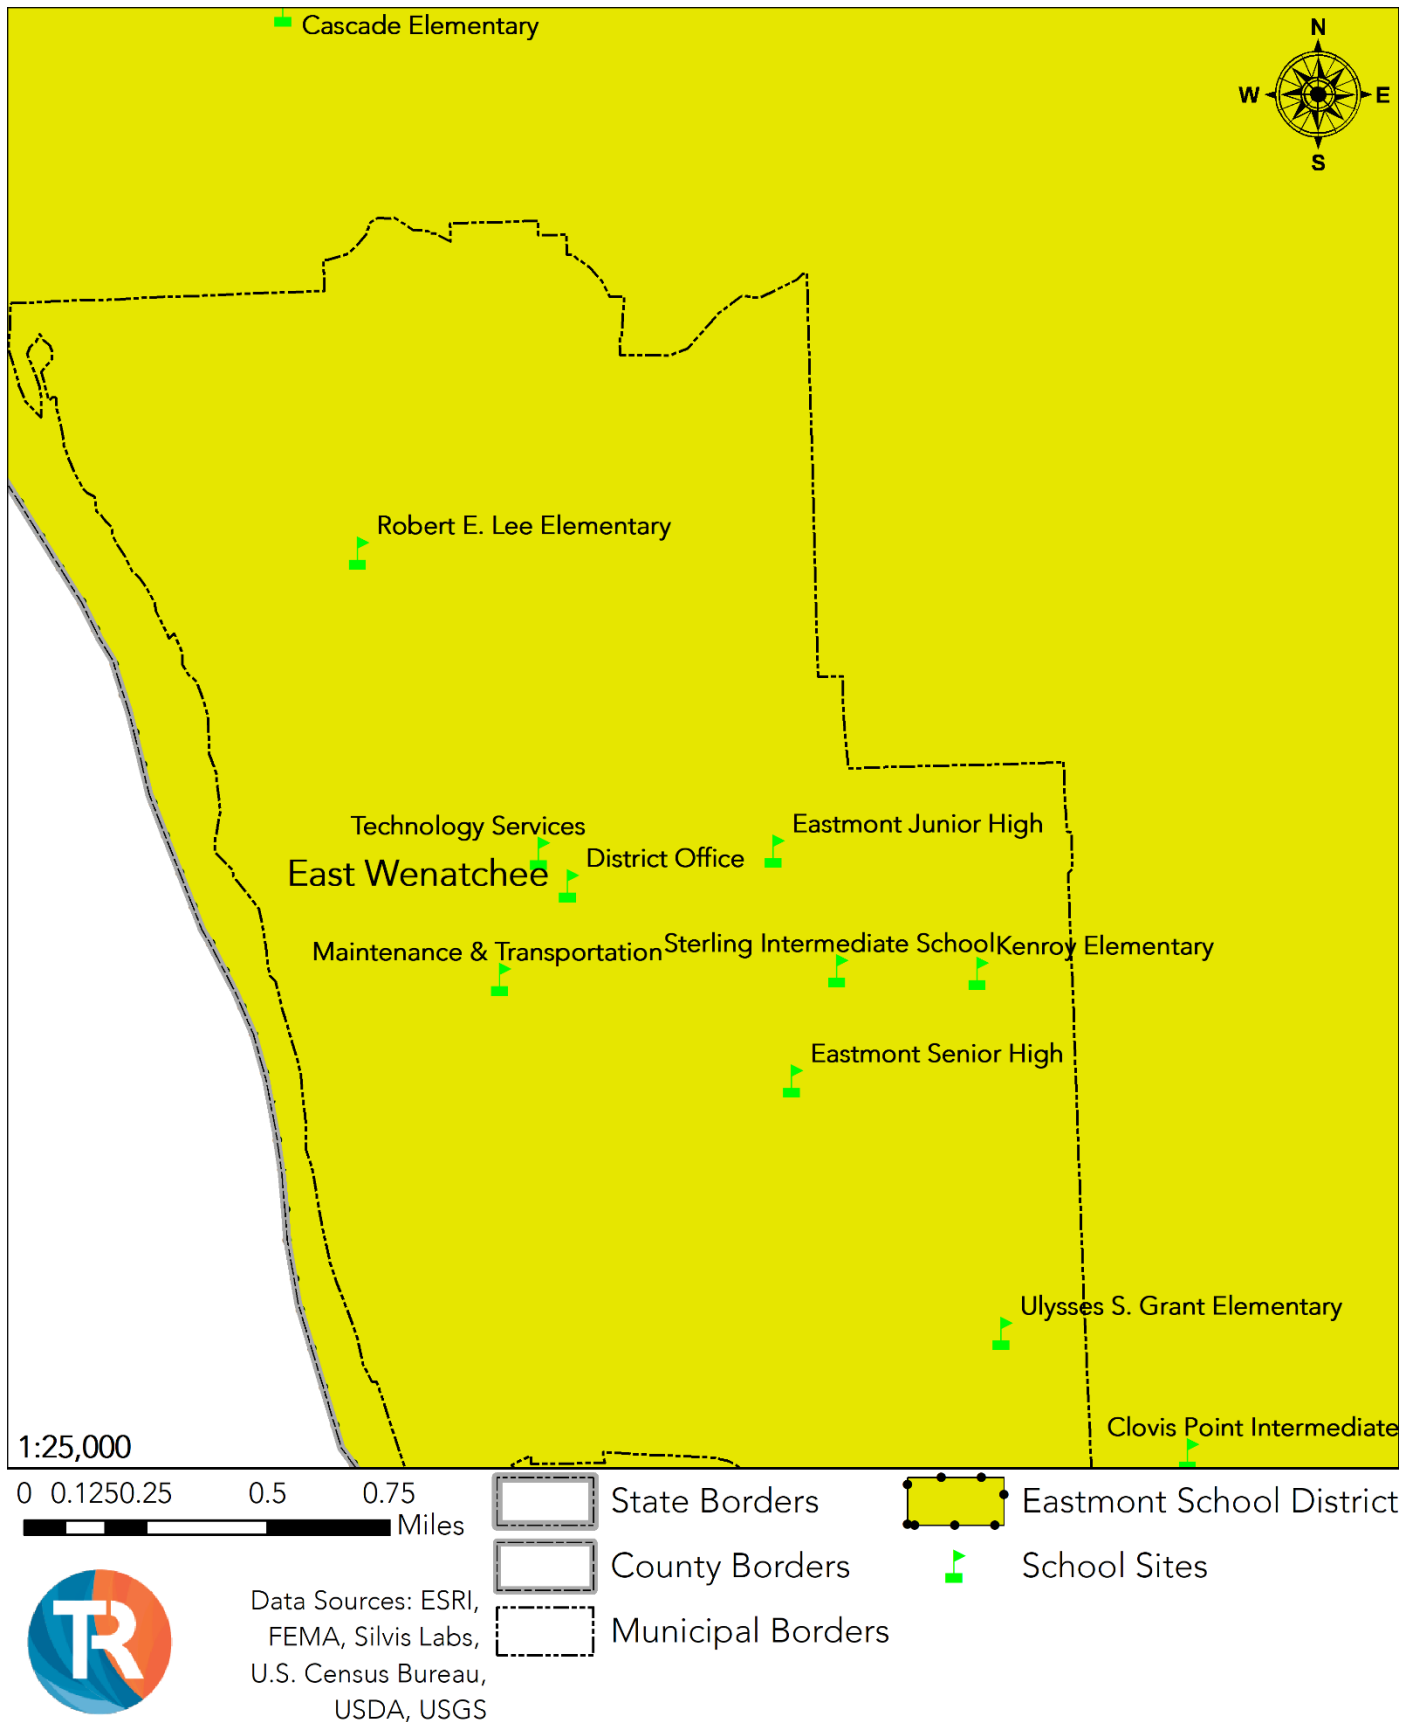 Cascade Elementary
N
W E
S
Robert E. Lee Elementary
Technology Services
Eastmont Junior High
District Office
East Wenatchee
Maintenance & Transportation
Sterling Intermediate School
Kenroy Elementary
Eastmont Senior High
Ulysses S. Grant Elementary
Clovis Point Intermediate
1:25,000
0 0.125 0.25 0.5 0.75
Miles
State Borders
County Borders
Municipal Borders
Eastmont School District
School Sites
TR
Data Sources: ESRI,
FEMA, Silvis Labs,
U.S. Census Bureau,
USDA, USGS